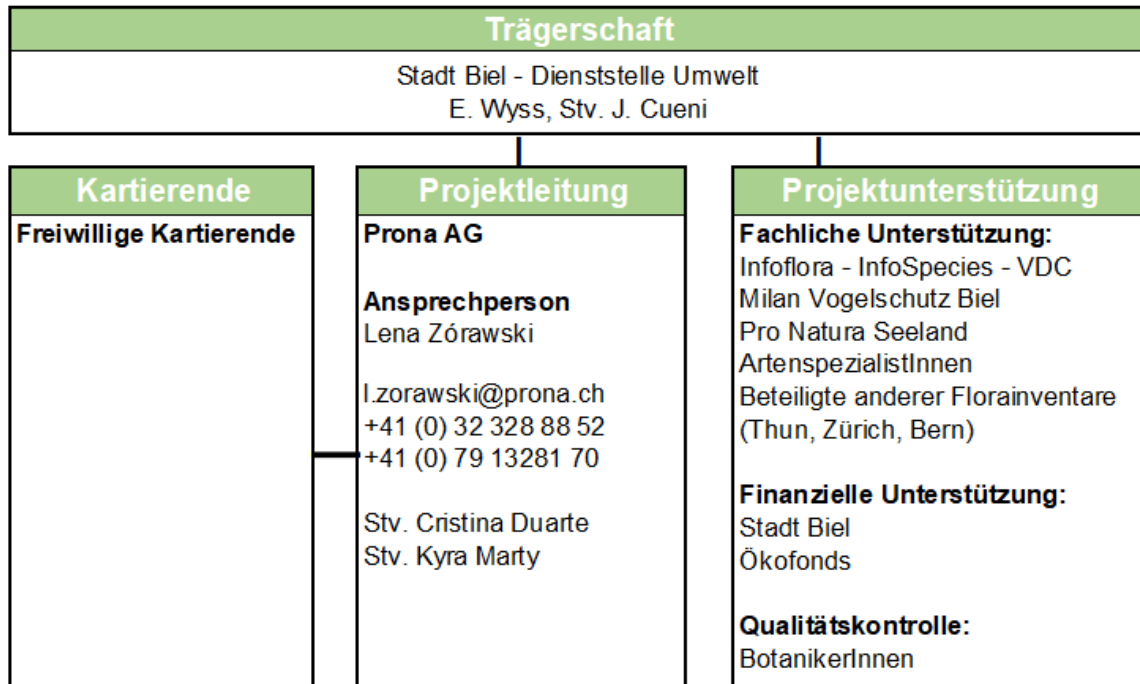 Trägerschaft
Stadt Biel - Dienststelle Umwelt
E. Wyss, Stv. J. Cueni
Kartierende
Freiwillige Kartierende
Projektleitung
Prona AG
Ansprechperson
Lena Zórawski
l.zorawski@prona.ch
+41 (0) 32 328 88 52
+41 (0) 79 13281 70
Stv. Cristina Duarte
Stv. Kyra Marty
Projektunterstützung
Fachliche Unterstützung:
Infoflora - InfoSpecies - VDC
Milan Vogelschutz Biel
Pro Natura Seeland
ArtenspezialistInnen
Beteiligte anderer Florainventare
(Thun, Zürich, Bern)
Finanzielle Unterstützung:
Stadt Biel
Ökofonds
Qualitätskontrolle:
BotanikerInnen